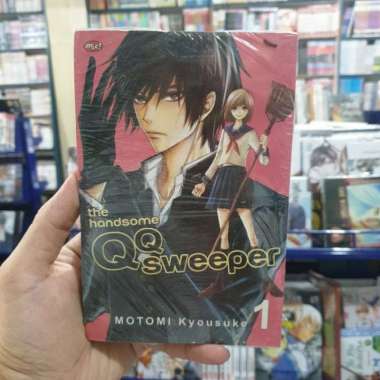 m&c!
the
handsome
QQ
sweeper
MOTOMI Kyousuke
1